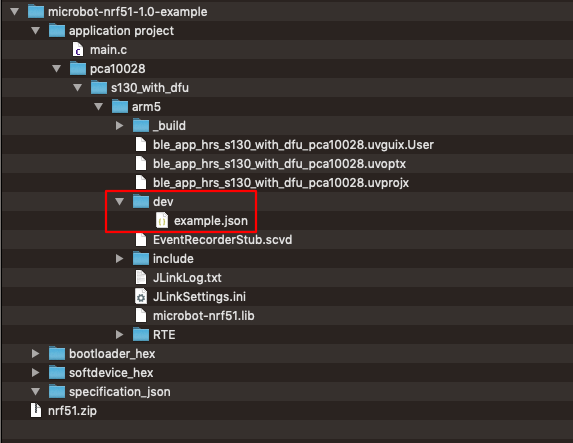 microbot-nrf51-1.0-example
application project
main.c
pca10028
s130_with_dfu
arm5
_build
ble_app_hrs_s130_with_dfu_pca10028.uvguix.User
ble_app_hrs_s130_with_dfu_pca10028.uvoptx
ble_app_hrs_s130_with_dfu_pca10028.uvprojx
dev
example.json
EventRecorderStub.scvd
include
JLinkLog.txt
JLinkSettings.ini
microbot-nrf51.lib
RTE
bootloader_hex
softdevice_hex
specification_json
nrf51.zip